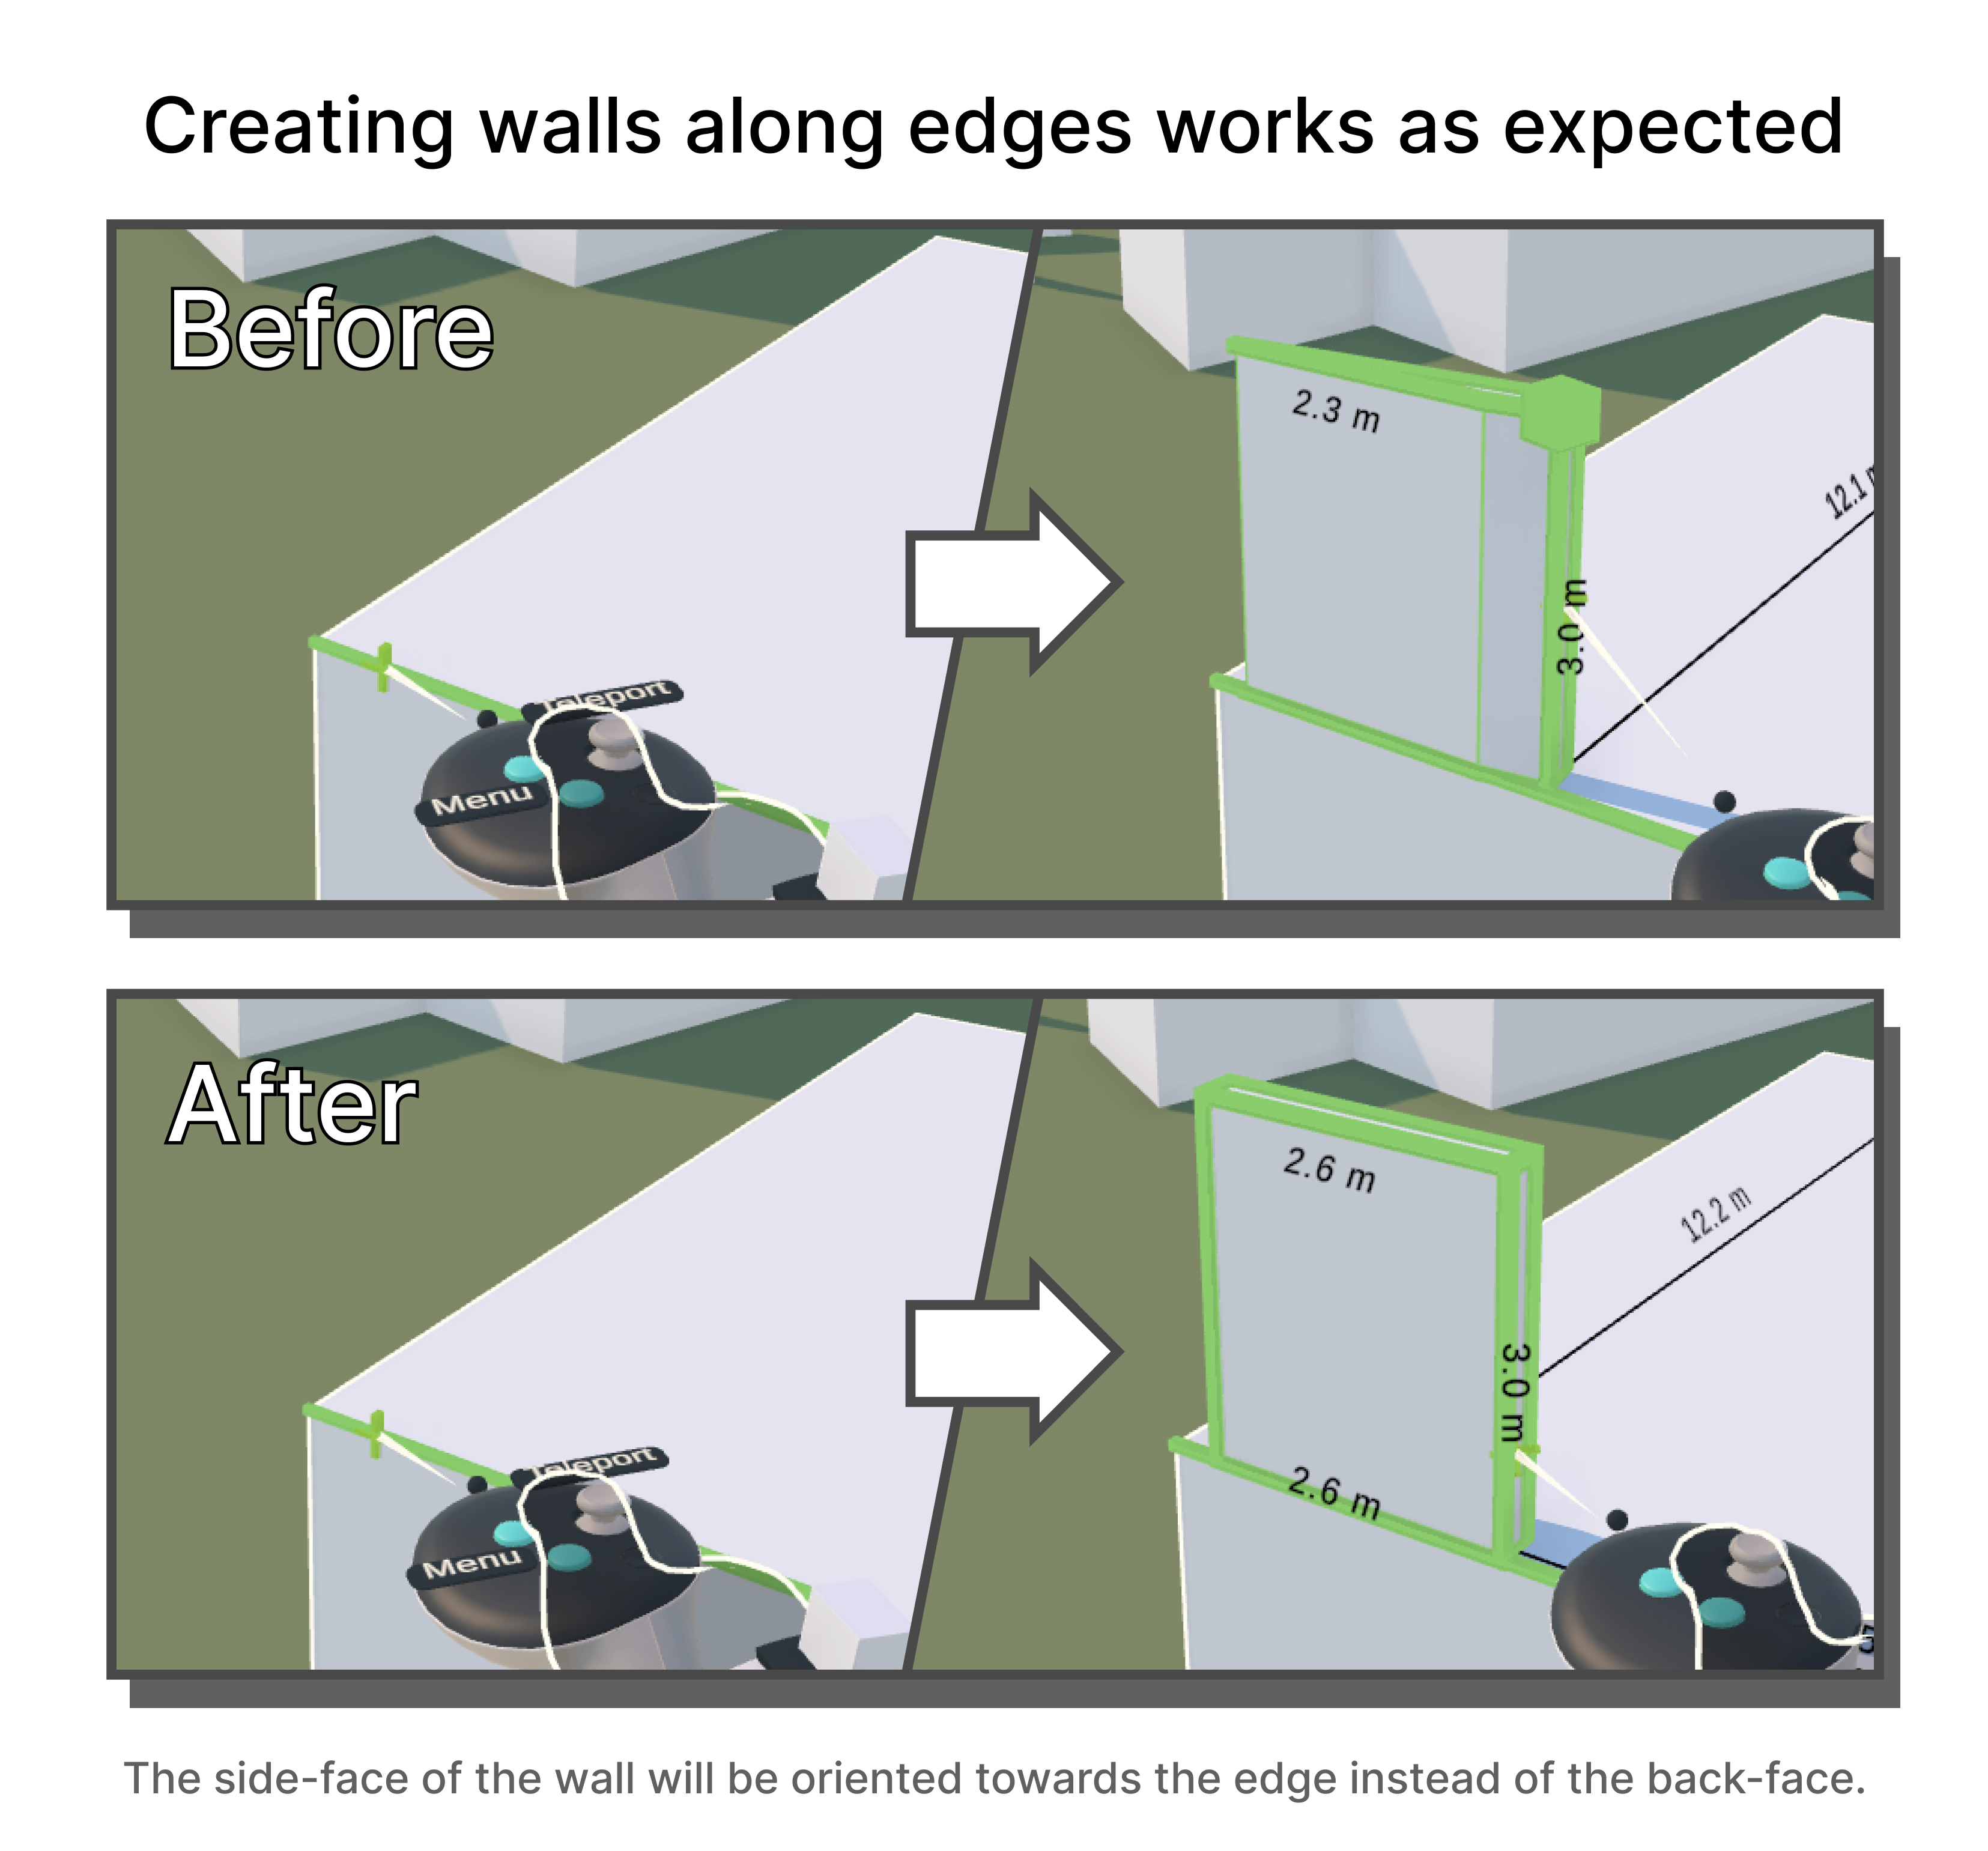 Creating walls along edges works as expected
Before
2.3 m
12.1
3.0 m
Teleport
Menu
After
2.6 m
12.2 m
3.0 m
Teleport
2.6 m
Menu
The side-face of the wall will be oriented towards the edge instead of the back-face.